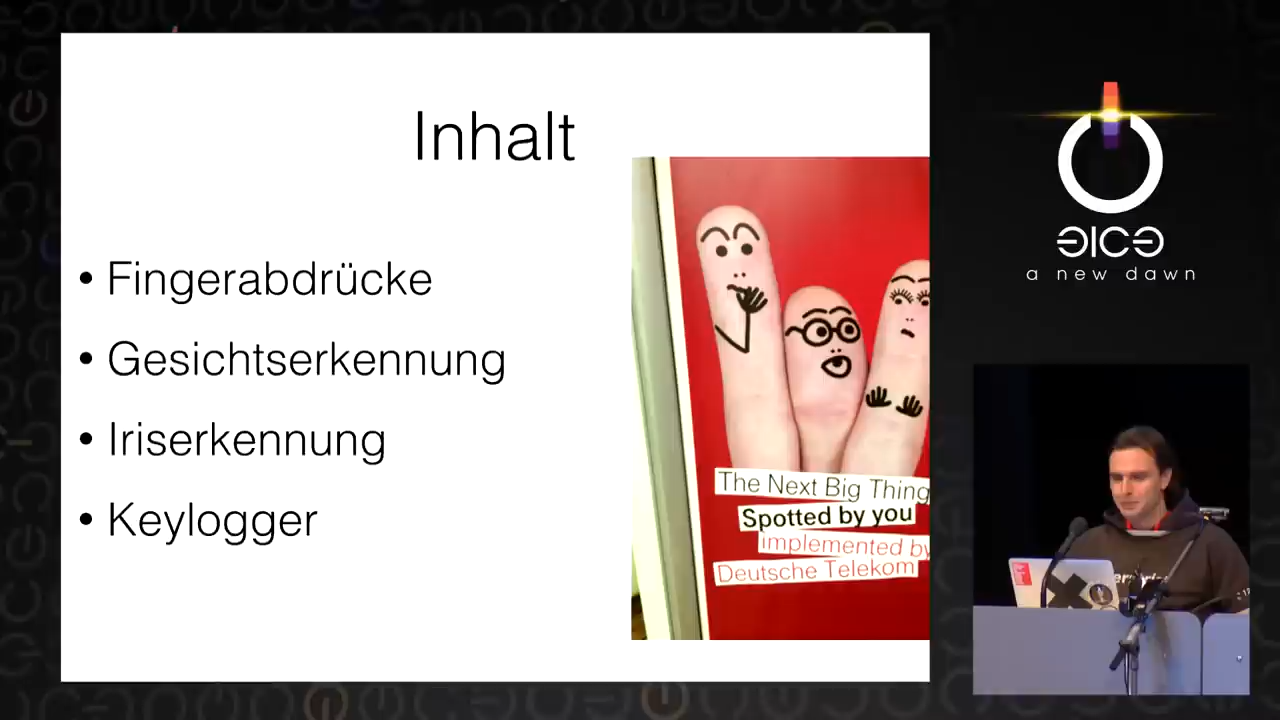 Inhalt
• Fingerabdrücke
• Gesichtserkennung
• Iriserkennung
• Keylogger
The Next Big Thing
Spotted by you
implemented by
Deutsche Telekom
a new dawn